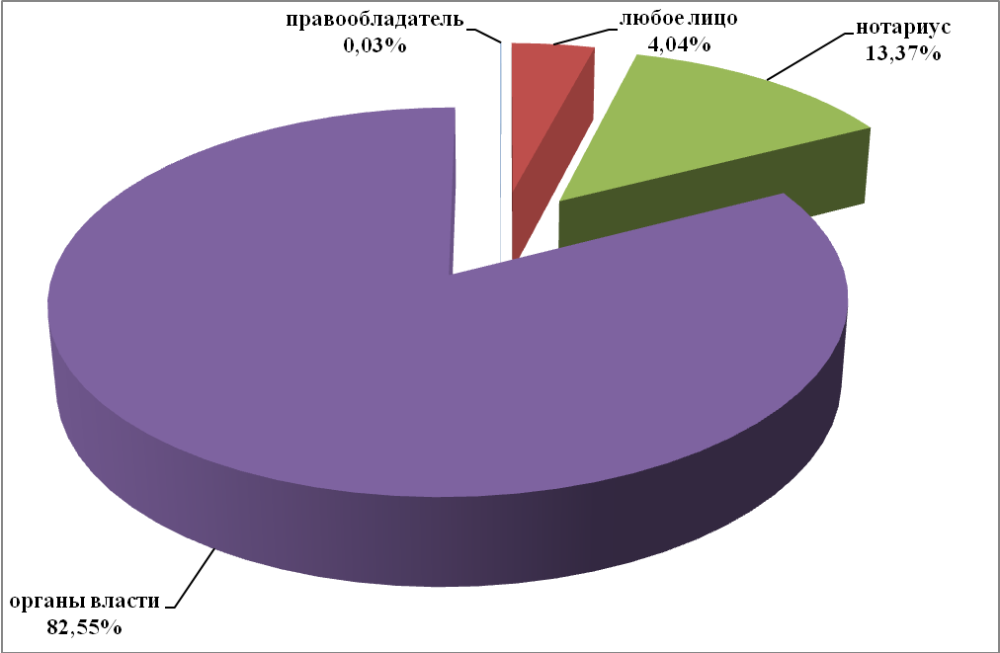 правообладатель
0,03%
любое лицо
4,04%
нотариус
13,37%
органы власти
82,55%